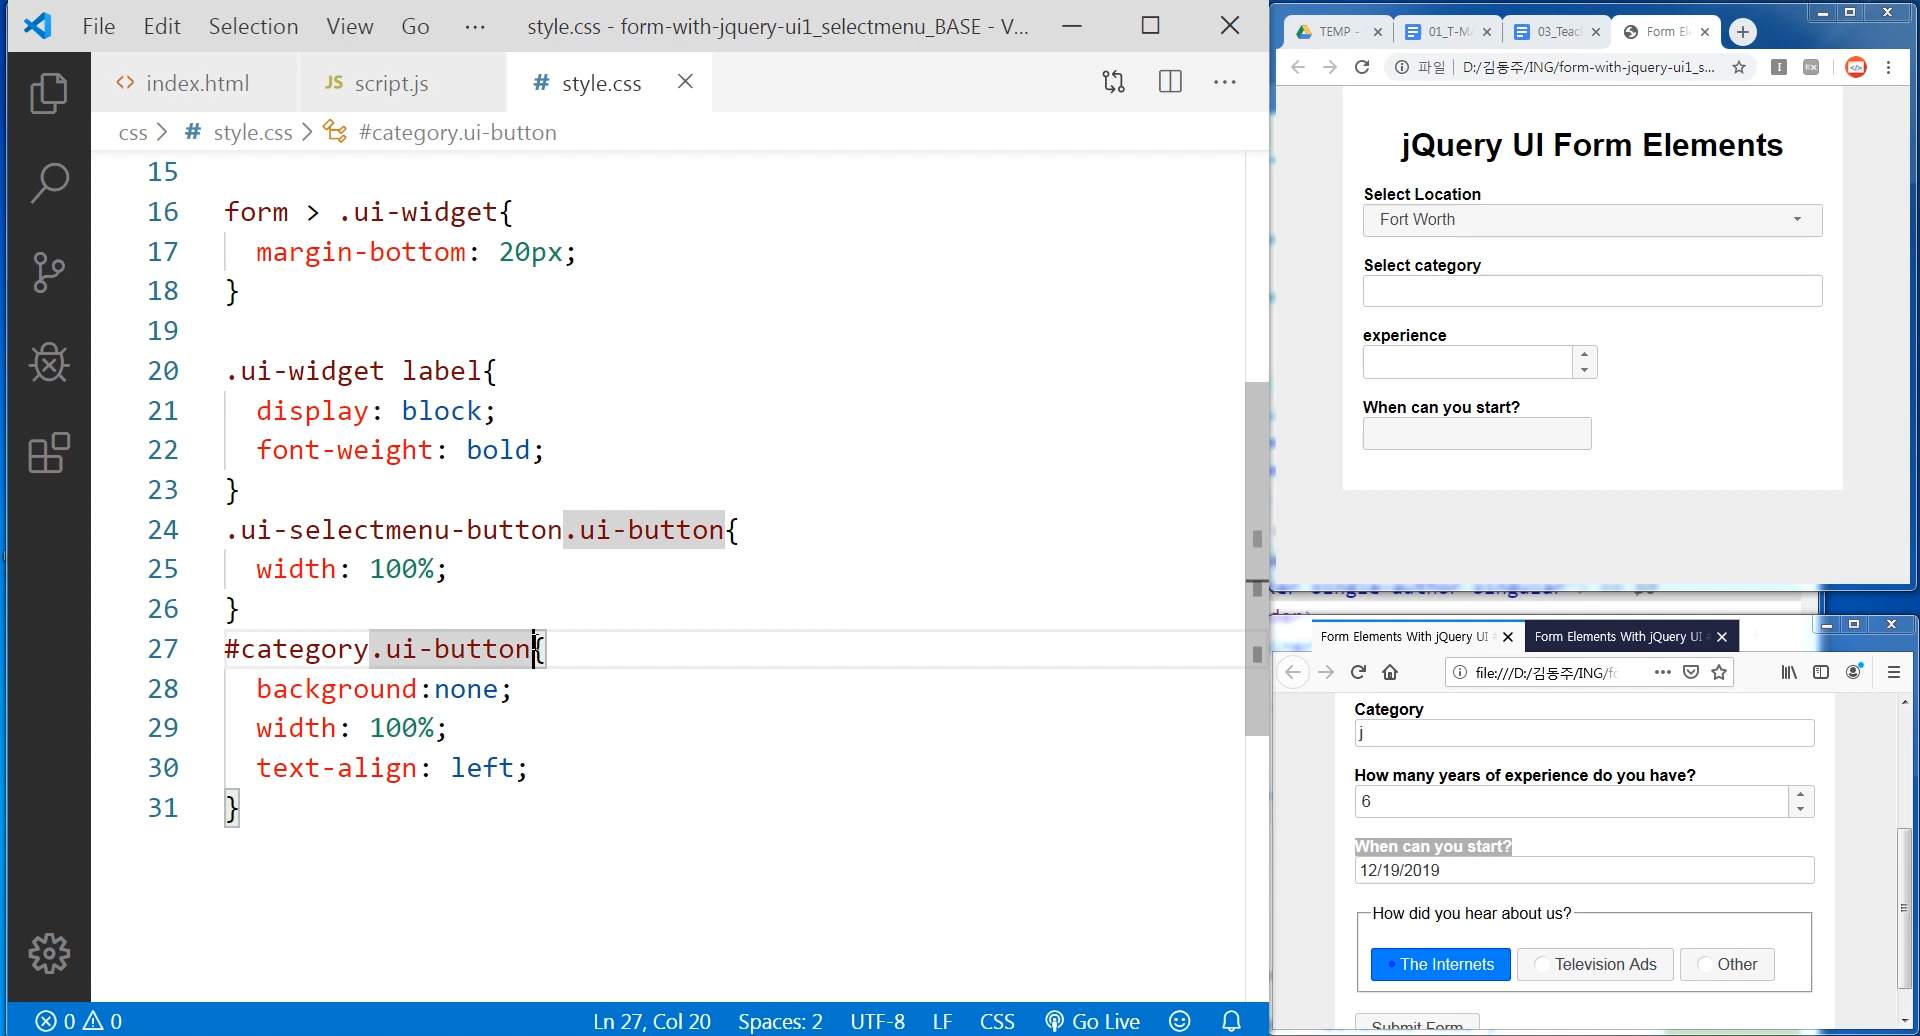 File Edit Selection View Go ··· style.css - form-with-jquery-ui1_selectmenu_BASE - V...
<> index.html JS script.js # style.css
css > # style.css > #category.ui-button
15
16 form > .ui-widget{
17 margin-bottom: 20px;
18 }
19
20 .ui-widget label{
21 display: block;
22 font-weight: bold;
23 }
24 .ui-selectmenu-button.ui-button{
25 width: 100%;
26 }
27 #category.ui-button{
28 background:none;
29 width: 100%;
30 text-align: left;
31 }
0 0 Ln 27, Col 20 Spaces: 2 UTF-8 LF CSS Go Live
TEMP - 01_T-M 03_Teac Form El
파일 D:/김동주/ING/form-with-jquery-ui1_s...
jQuery UI Form Elements
Select Location
Fort Worth
Select category
experience
When can you start?
single author singular
Form Elements With jQuery UI Form Elements With jQuery UI
file:///D:/김동주/ING/fo
Category
j
How many years of experience do you have?
6
When can you start?
12/19/2019
How did you hear about us?
The Internets Television Ads Other
Submit Form